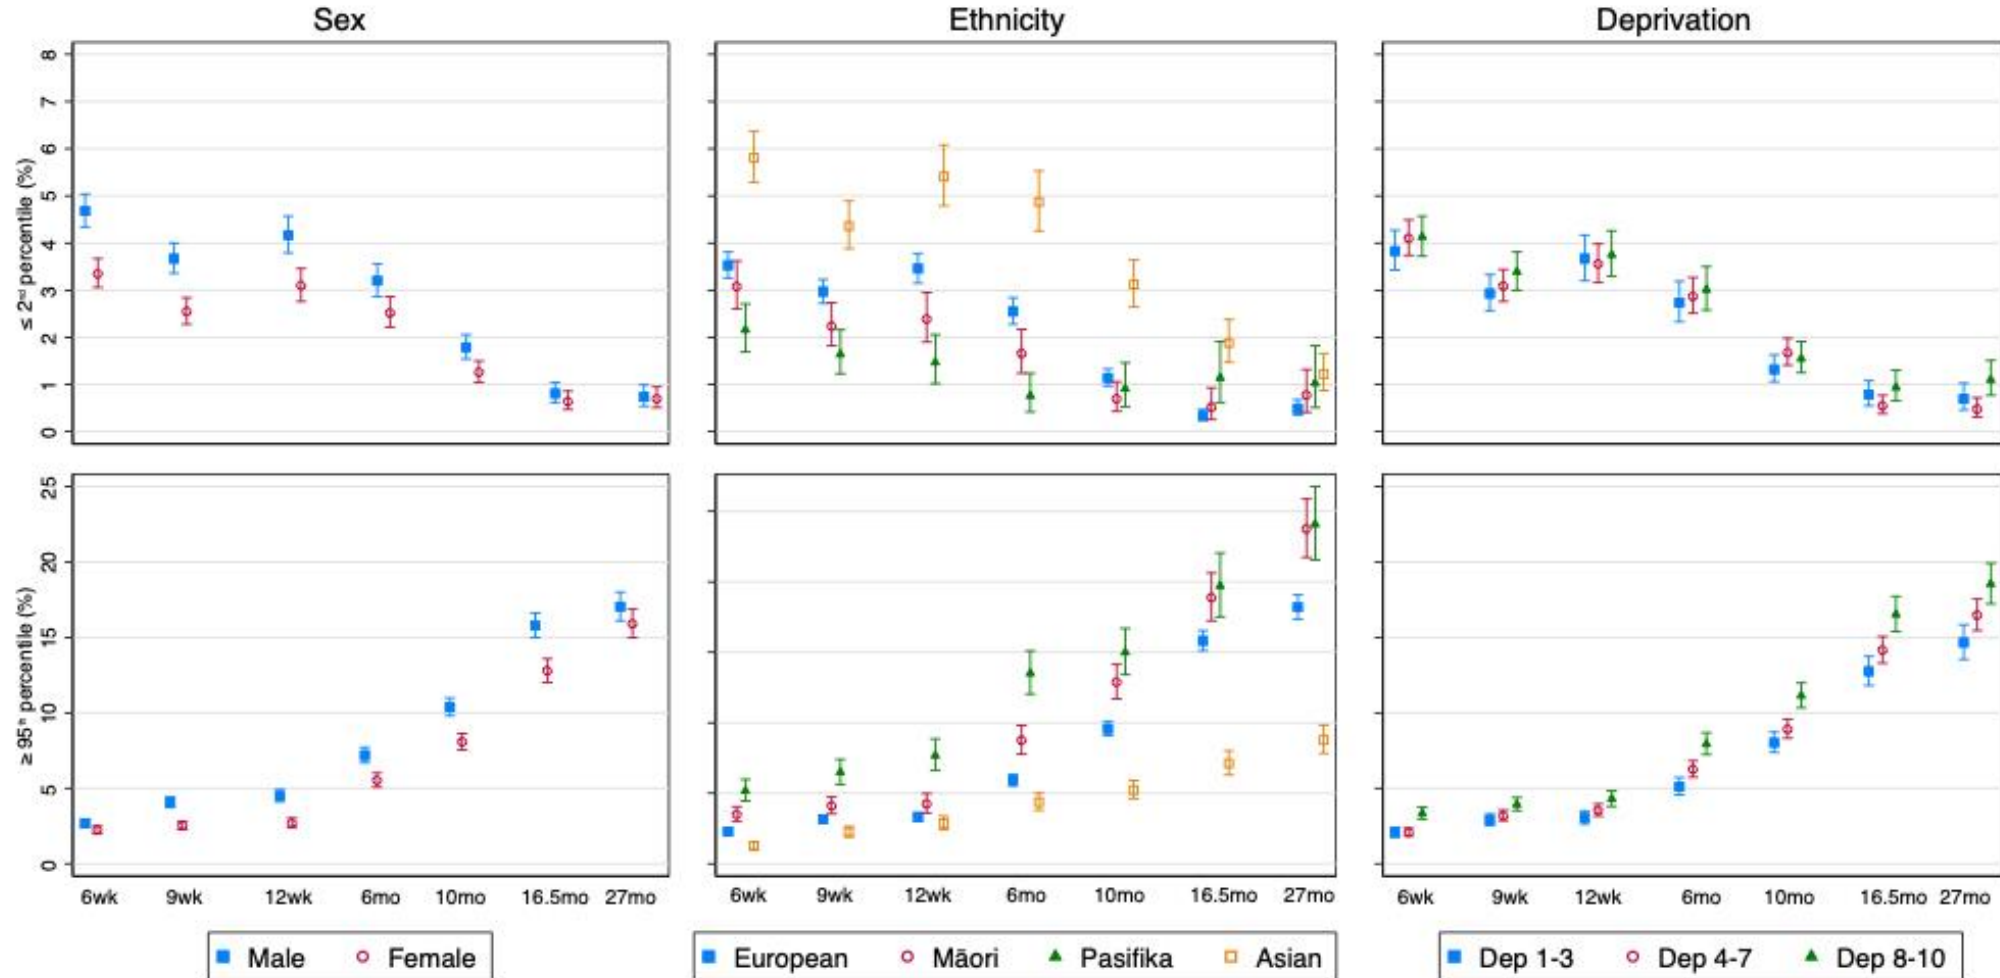 Sex Ethnicity Deprivation
≤ 2nd percentile (%)
8
7
6
5
4
3
2
1
0
≥ 95th percentile (%)
25
20
15
10
5
0
6wk 9wk 12wk 6mo 10mo 16.5mo 27mo
6wk 9wk 12wk 6mo 10mo 16.5mo 27mo
6wk 9wk 12wk 6mo 10mo 16.5mo 27mo
Male Female
European Māori Pasifika Asian
Dep 1-3 Dep 4-7 Dep 8-10